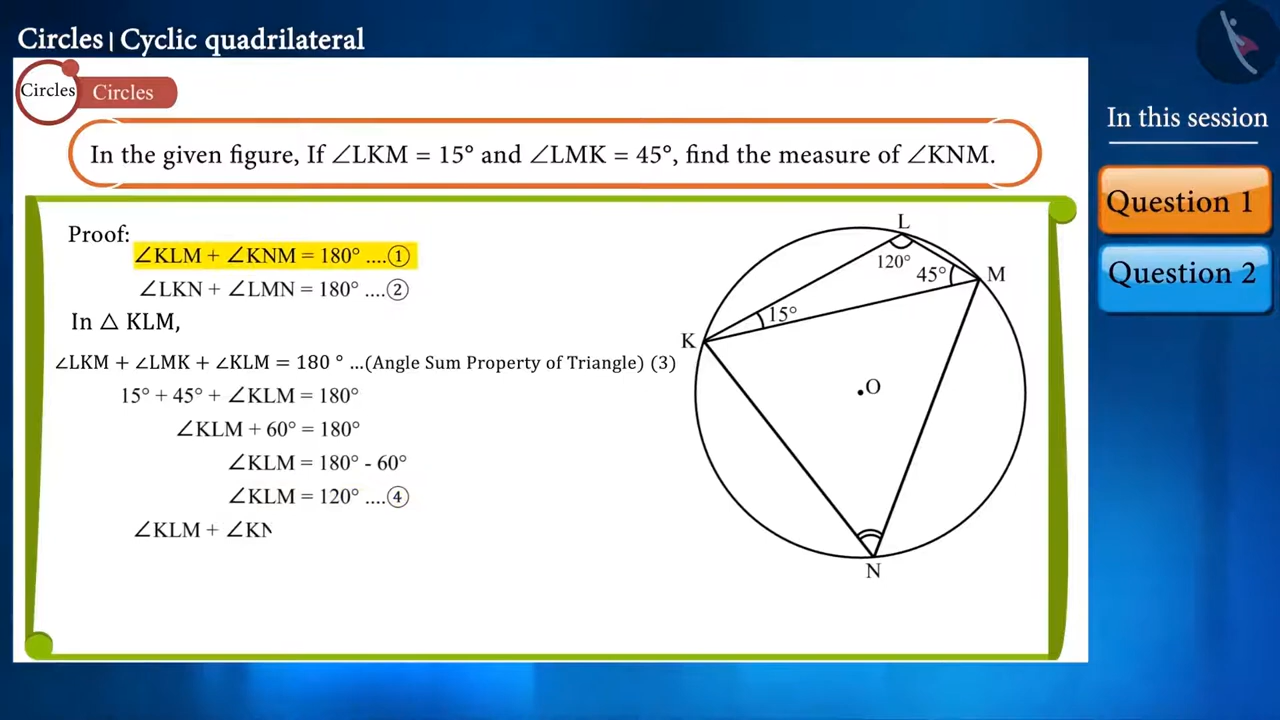 Circles | Cyclic quadrilateral
Circles
Circles
In this session
Question 1
Question 2
In the given figure, If ∠LKM = 15° and ∠LMK = 45°, find the measure of ∠KNM.
Proof:
∠KLM + ∠KNM = 180° ....①
∠LKN + ∠LMN = 180° ....②
In △ KLM,
∠LKM + ∠LMK + ∠KLM = 180 ° ...(Angle Sum Property of Triangle) (3)
15° + 45° + ∠KLM = 180°
∠KLM + 60° = 180°
∠KLM = 180° - 60°
∠KLM = 120° ....④
∠KLM + ∠KN
L
120°
45°
M
15°
K
O
N